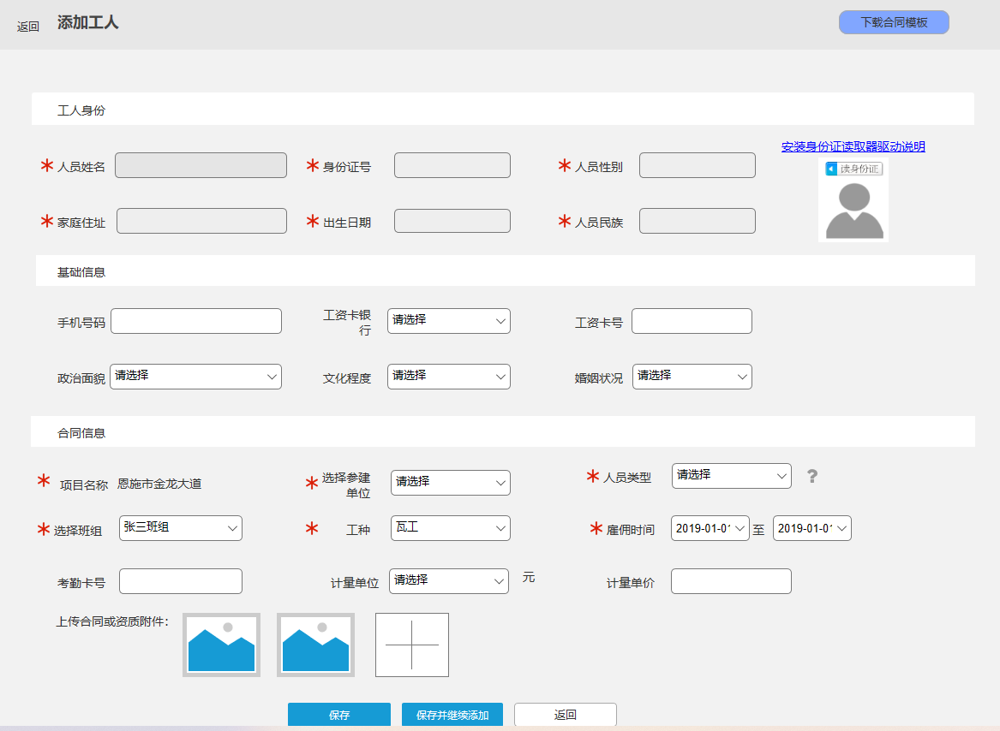 返回 添加工人 下载合同模板
工人身份
安装身份证读取器驱动说明
* 人员姓名 * 身份证号 * 人员性别 读身份证
* 家庭住址 * 出生日期 * 人员民族
基础信息
手机号码 工资卡银行 请选择 工资卡号
政治面貌 请选择 文化程度 请选择 婚姻状况 请选择
合同信息
* 项目名称 恩施市金龙大道 * 选择参建单位 请选择 * 人员类型 请选择 ?
* 选择班组 张三班组 * 工种 瓦工 * 雇佣时间 2019-01-01 至 2019-01-01
考勤卡号 计量单位 请选择 元 计量单价
上传合同或资质附件：
保存 保存并继续添加 返回